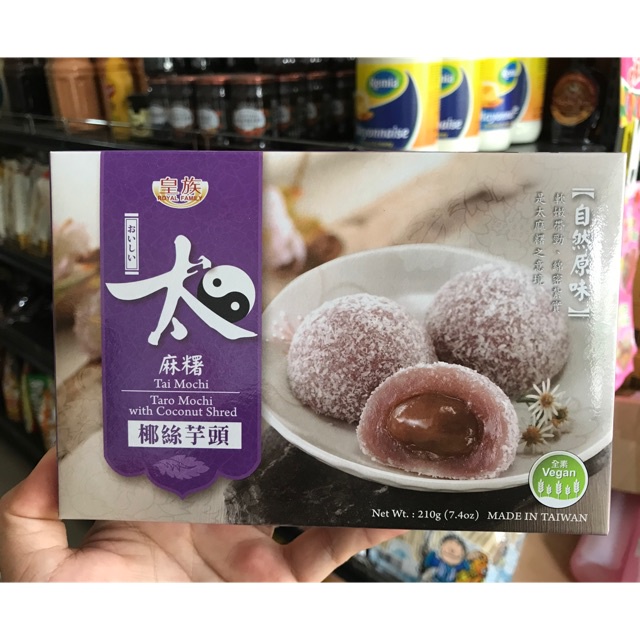 皇族
ROYAL FAMILY
おいしい
太
麻糬
Tai Mochi
Taro Mochi
with Coconut Shred
椰絲芋頭
【自然原味】
全素
Vegan
Net Wt. : 210g (7.4oz)
MADE IN TAIWAN
Remia